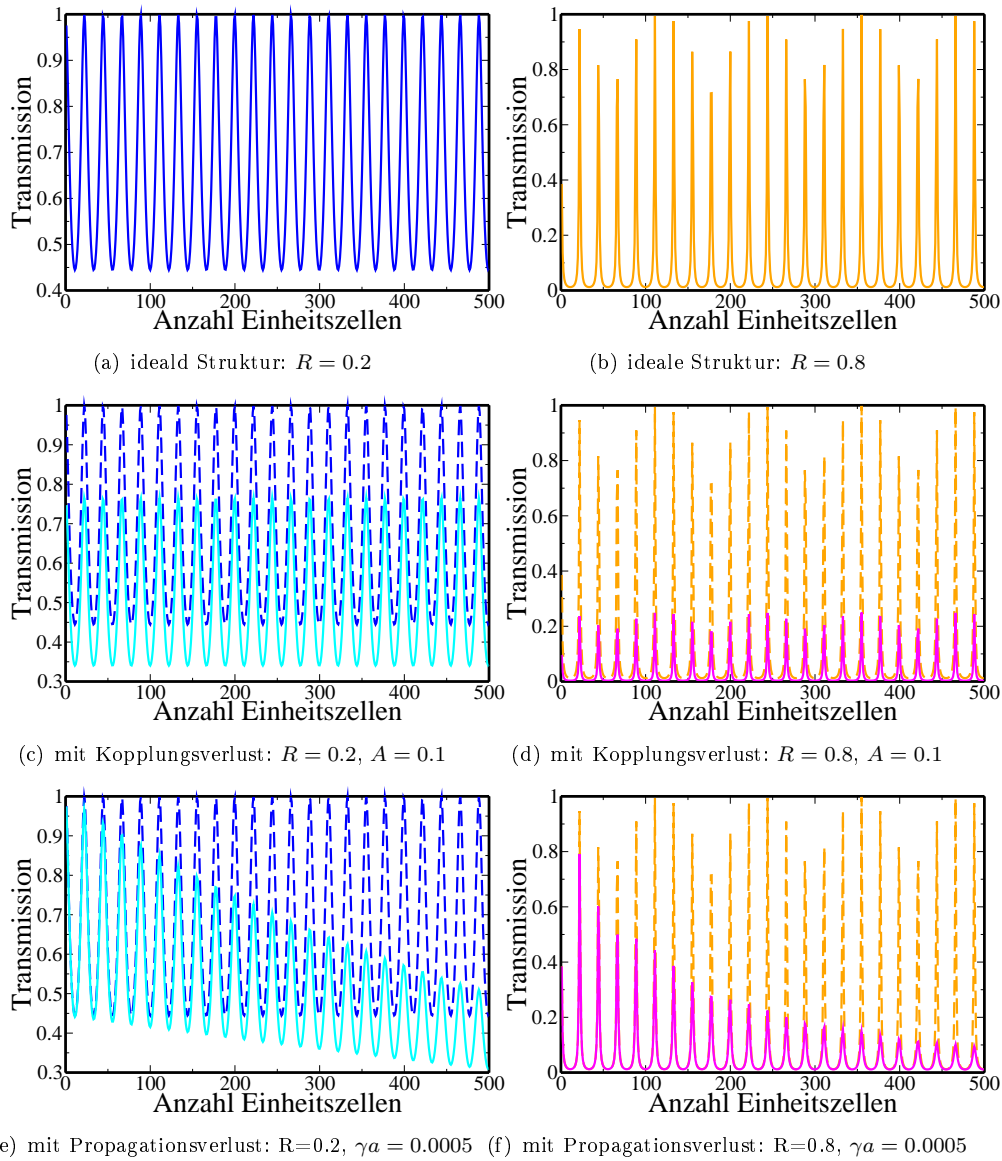 1
0.9
0.8
0.7
0.6
0.5
0.4
Transmission
0 100 200 300 400 500
Anzahl Einheitszellen
(a) ideald Struktur: R = 0.2
1
0.8
0.6
0.4
0.2
0
Transmission
0 100 200 300 400 500
Anzahl Einheitszellen
(b) ideale Struktur: R = 0.8
1
0.9
0.8
0.7
0.6
0.5
0.4
0.3
Transmission
0 100 200 300 400 500
Anzahl Einheitszellen
(c) mit Kopplungsverlust: R = 0.2, A = 0.1
1
0.8
0.6
0.4
0.2
0
Transmission
0 100 200 300 400 500
Anzahl Einheitszellen
(d) mit Kopplungsverlust: R = 0.8, A = 0.1
1
0.9
0.8
0.7
0.6
0.5
0.4
0.3
Transmission
0 100 200 300 400 500
Anzahl Einheitszellen
e) mit Propagationsverlust: R=0.2, γa = 0.0005
1
0.8
0.6
0.4
0.2
0
Transmission
0 100 200 300 400 500
Anzahl Einheitszellen
(f) mit Propagationsverlust: R=0.8, γa = 0.0005